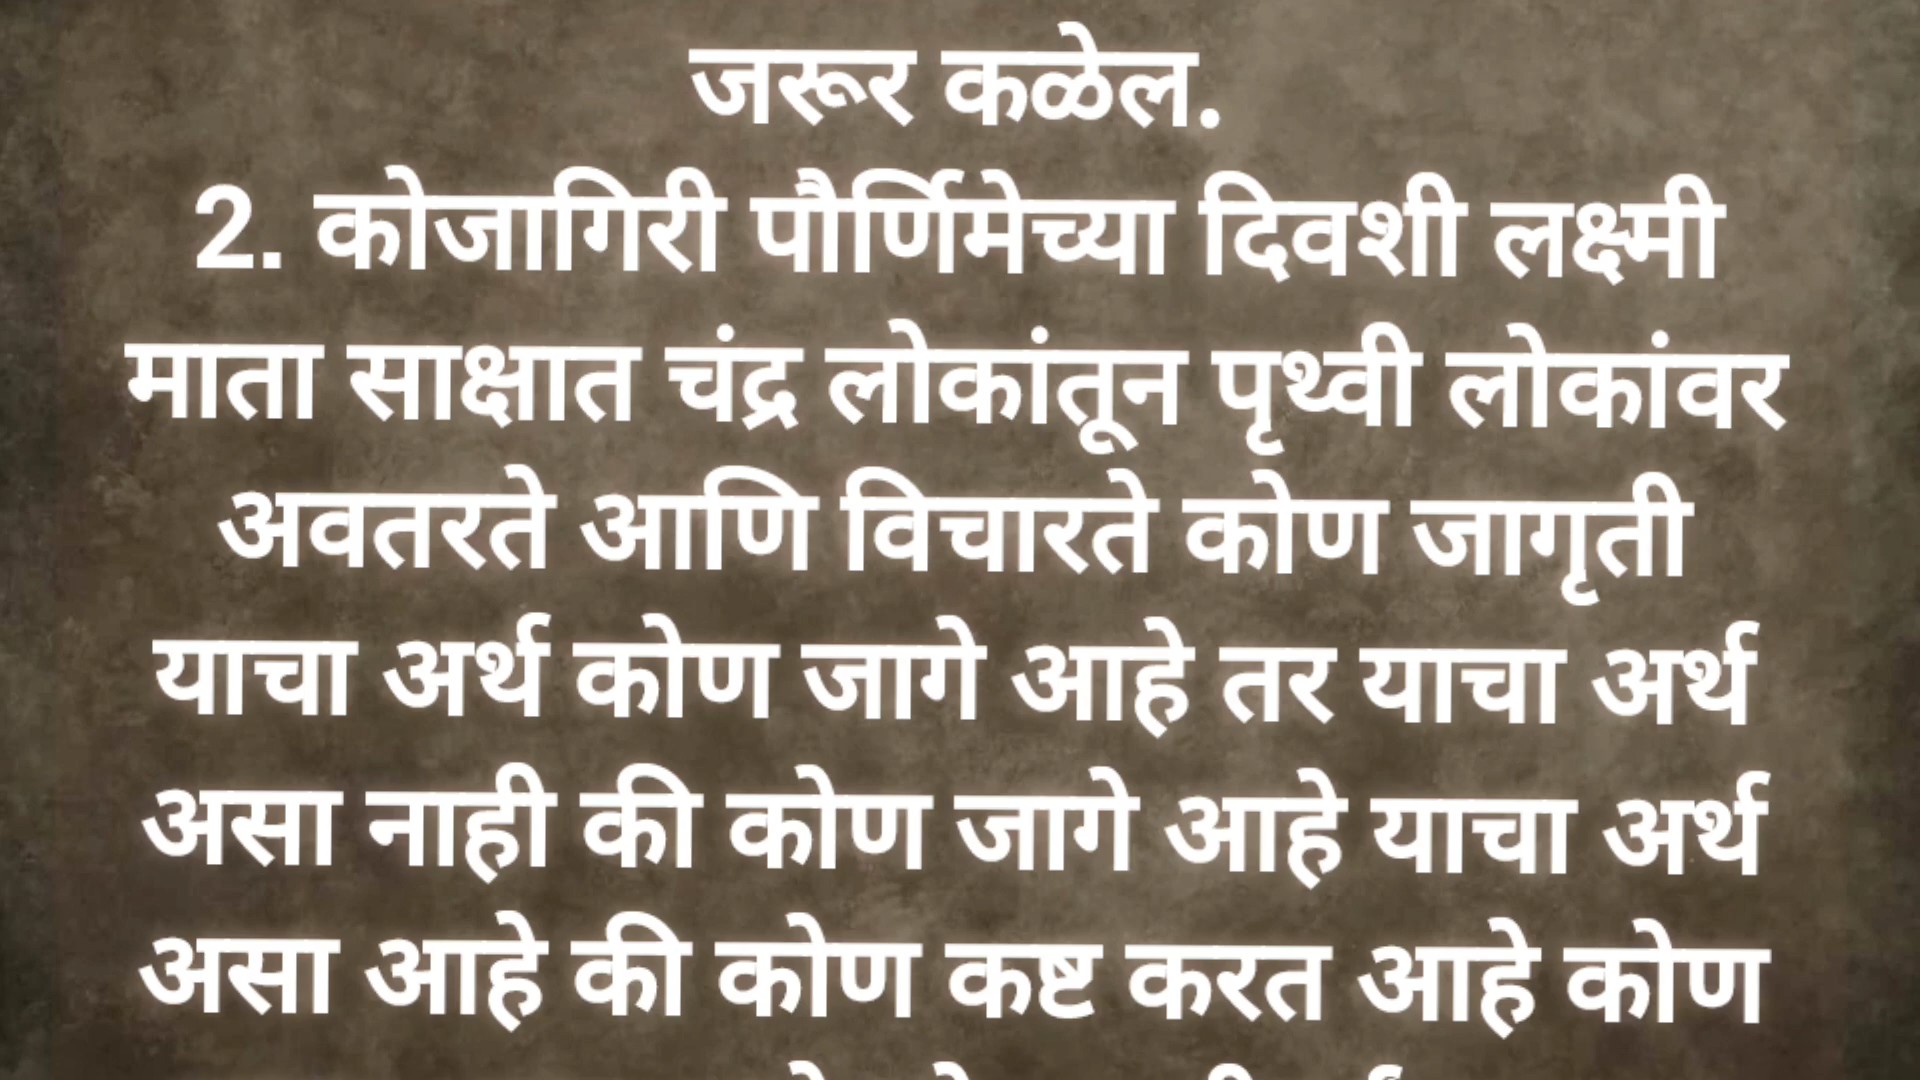 जरूर कळेल.
2. कोजागिरी पौर्णिमेच्या दिवशी लक्ष्मी
माता साक्षात चंद्र लोकांतून पृथ्वी लोकांवर
अवतरते आणि विचारते कोण जागृती
याचा अर्थ कोण जागे आहे तर याचा अर्थ
असा नाही की कोण जागे आहे याचा अर्थ
असा आहे की कोण कष्ट करत आहे कोण